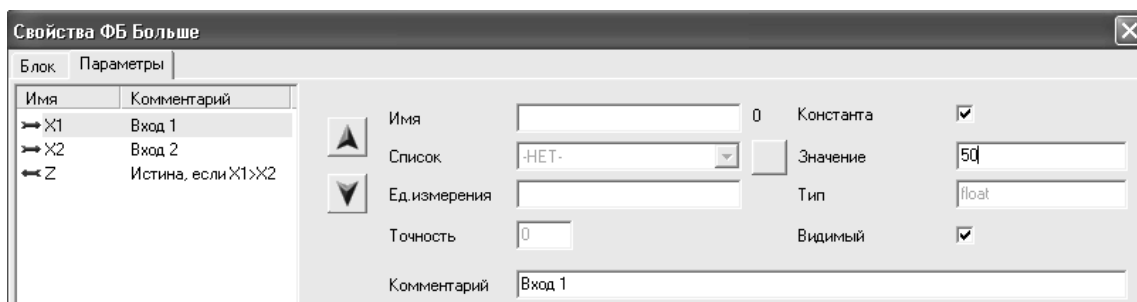 Свойства ФБ Больше
Блок Параметры
Имя Комментарий
X1 Вход 1
X2 Вход 2
Z Истина, если X1>X2
Имя 0 Константа
Список -НЕТ- Значение 50
Ед.измерения Тип float
Точность 0 Видимый
Комментарий Вход 1